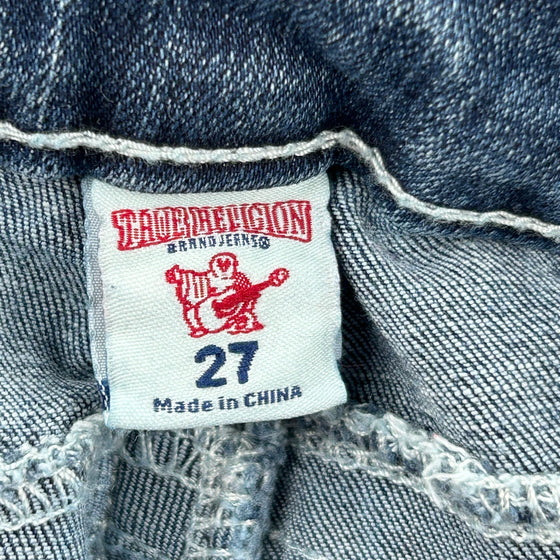 TRUE RELIGION
BRAND JEANS®
27
Made in CHINA